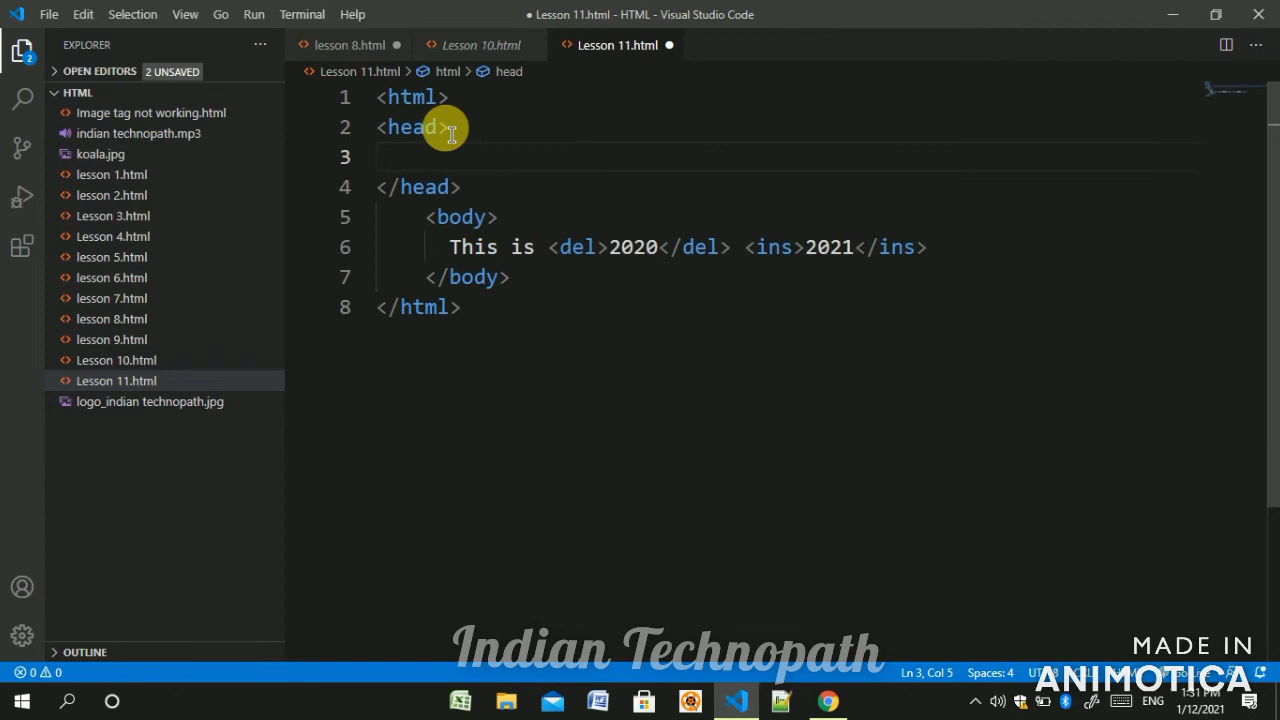 File Edit Selection View Go Run Terminal Help
● Lesson 11.html - HTML - Visual Studio Code
EXPLORER
lesson 8.html ●
Lesson 10.html
Lesson 11.html ●
OPEN EDITORS 2 UNSAVED
Lesson 11.html > html > head
HTML
Image tag not working.html
indian technopath.mp3
koala.jpg
lesson 1.html
lesson 2.html
Lesson 3.html
Lesson 4.html
lesson 5.html
lesson 6.html
lesson 7.html
lesson 8.html
lesson 9.html
Lesson 10.html
Lesson 11.html
logo_indian technopath.jpg
OUTLINE
2
1 <html>
2 <head>
3
4 </head>
5 <body>
6 This is <del>2020</del> <ins>2021</ins>
7 </body>
8 </html>
Indian Technopath
MADE IN
ANIMOTICA
0 0
Ln 3, Col 5 Spaces: 4
ENG
1:31 PM
1/12/2021